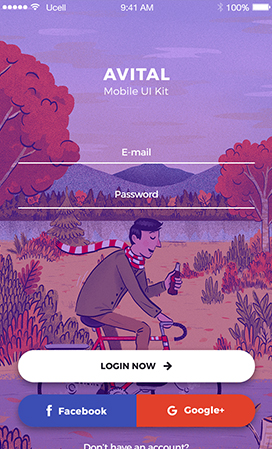 Ucell 9:41 AM 100%
AVITAL
Mobile UI Kit
E-mail
Password
LOGIN NOW
f Facebook G Google+
Don't have an account?